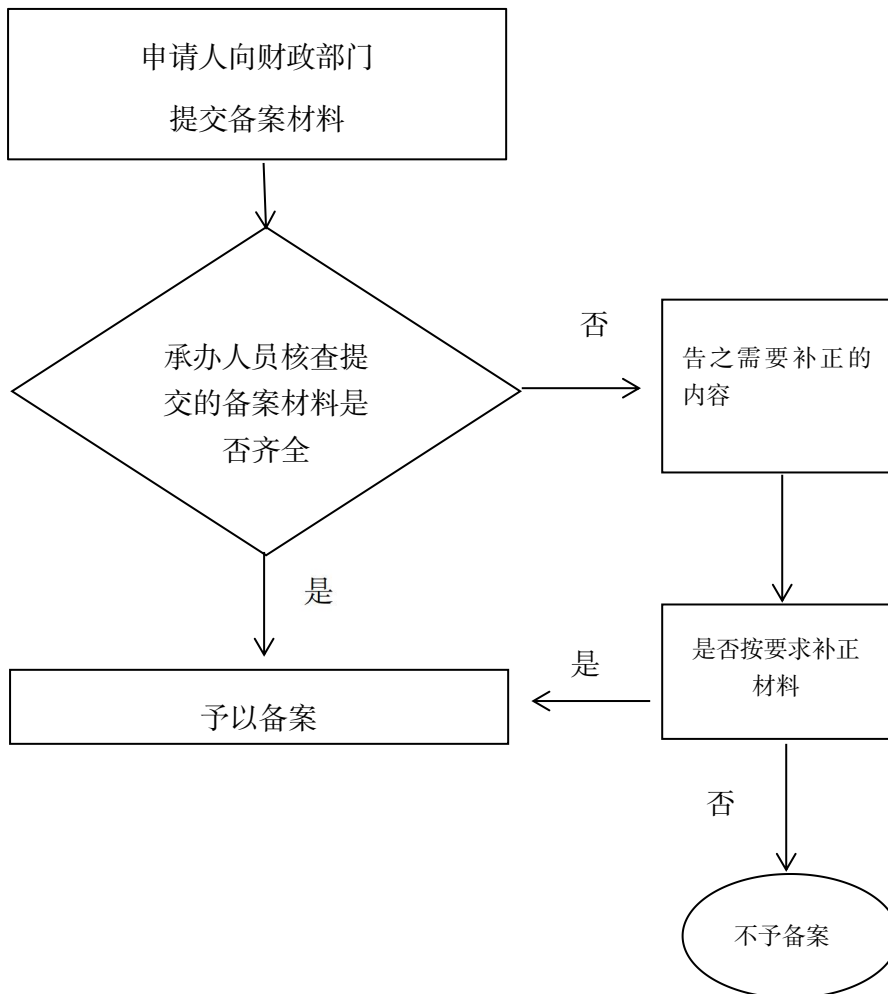 申请人向财政部门
提交备案材料
承办人员核查提
交的备案材料是
否齐全
否
告之需要补正的
内容
是
是否按要求补正
材料
是
予以备案
否
不予备案